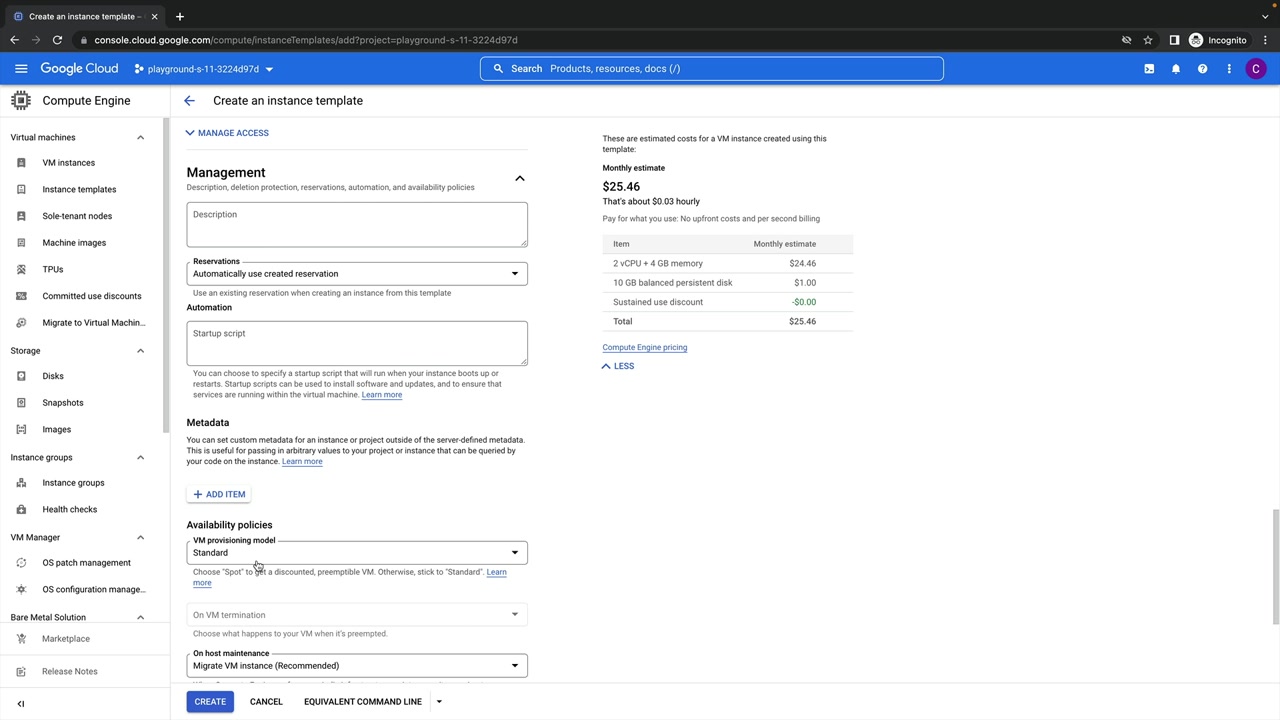 Create an instance template –
console.cloud.google.com/compute/instanceTemplates/add?project=playground-s-11-3224d97d
Incognito
Google Cloud
playground-s-11-3224d97d
Search Products, resources, docs (/)
C
Compute Engine
Create an instance template
Virtual machines
VM instances
Instance templates
Sole-tenant nodes
Machine images
TPUs
Committed use discounts
Migrate to Virtual Machin...
Storage
Disks
Snapshots
Images
Instance groups
Instance groups
Health checks
VM Manager
OS patch management
OS configuration manage...
Bare Metal Solution
Marketplace
Release Notes
MANAGE ACCESS
Management
Description, deletion protection, reservations, automation, and availability policies
Description
Reservations
Automatically use created reservation
Use an existing reservation when creating an instance from this template
Automation
Startup script
You can choose to specify a startup script that will run when your instance boots up or
restarts. Startup scripts can be used to install software and updates, and to ensure that
services are running within the virtual machine. Learn more
Metadata
You can set custom metadata for an instance or project outside of the server-defined metadata.
This is useful for passing in arbitrary values to your project or instance that can be queried by
your code on the instance. Learn more
+ ADD ITEM
Availability policies
VM provisioning model
Standard
Choose "Spot" to get a discounted, preemptible VM. Otherwise, stick to "Standard". Learn
more
On VM termination
Choose what happens to your VM when it's preempted.
On host maintenance
Migrate VM instance (Recommended)
CREATE
CANCEL
EQUIVALENT COMMAND LINE
These are estimated costs for a VM instance created using this
template:
Monthly estimate
$25.46
That's about $0.03 hourly
Pay for what you use: No upfront costs and per second billing
Item Monthly estimate
2 vCPU + 4 GB memory $24.46
10 GB balanced persistent disk $1.00
Sustained use discount -$0.00
Total $25.46
Compute Engine pricing
LESS